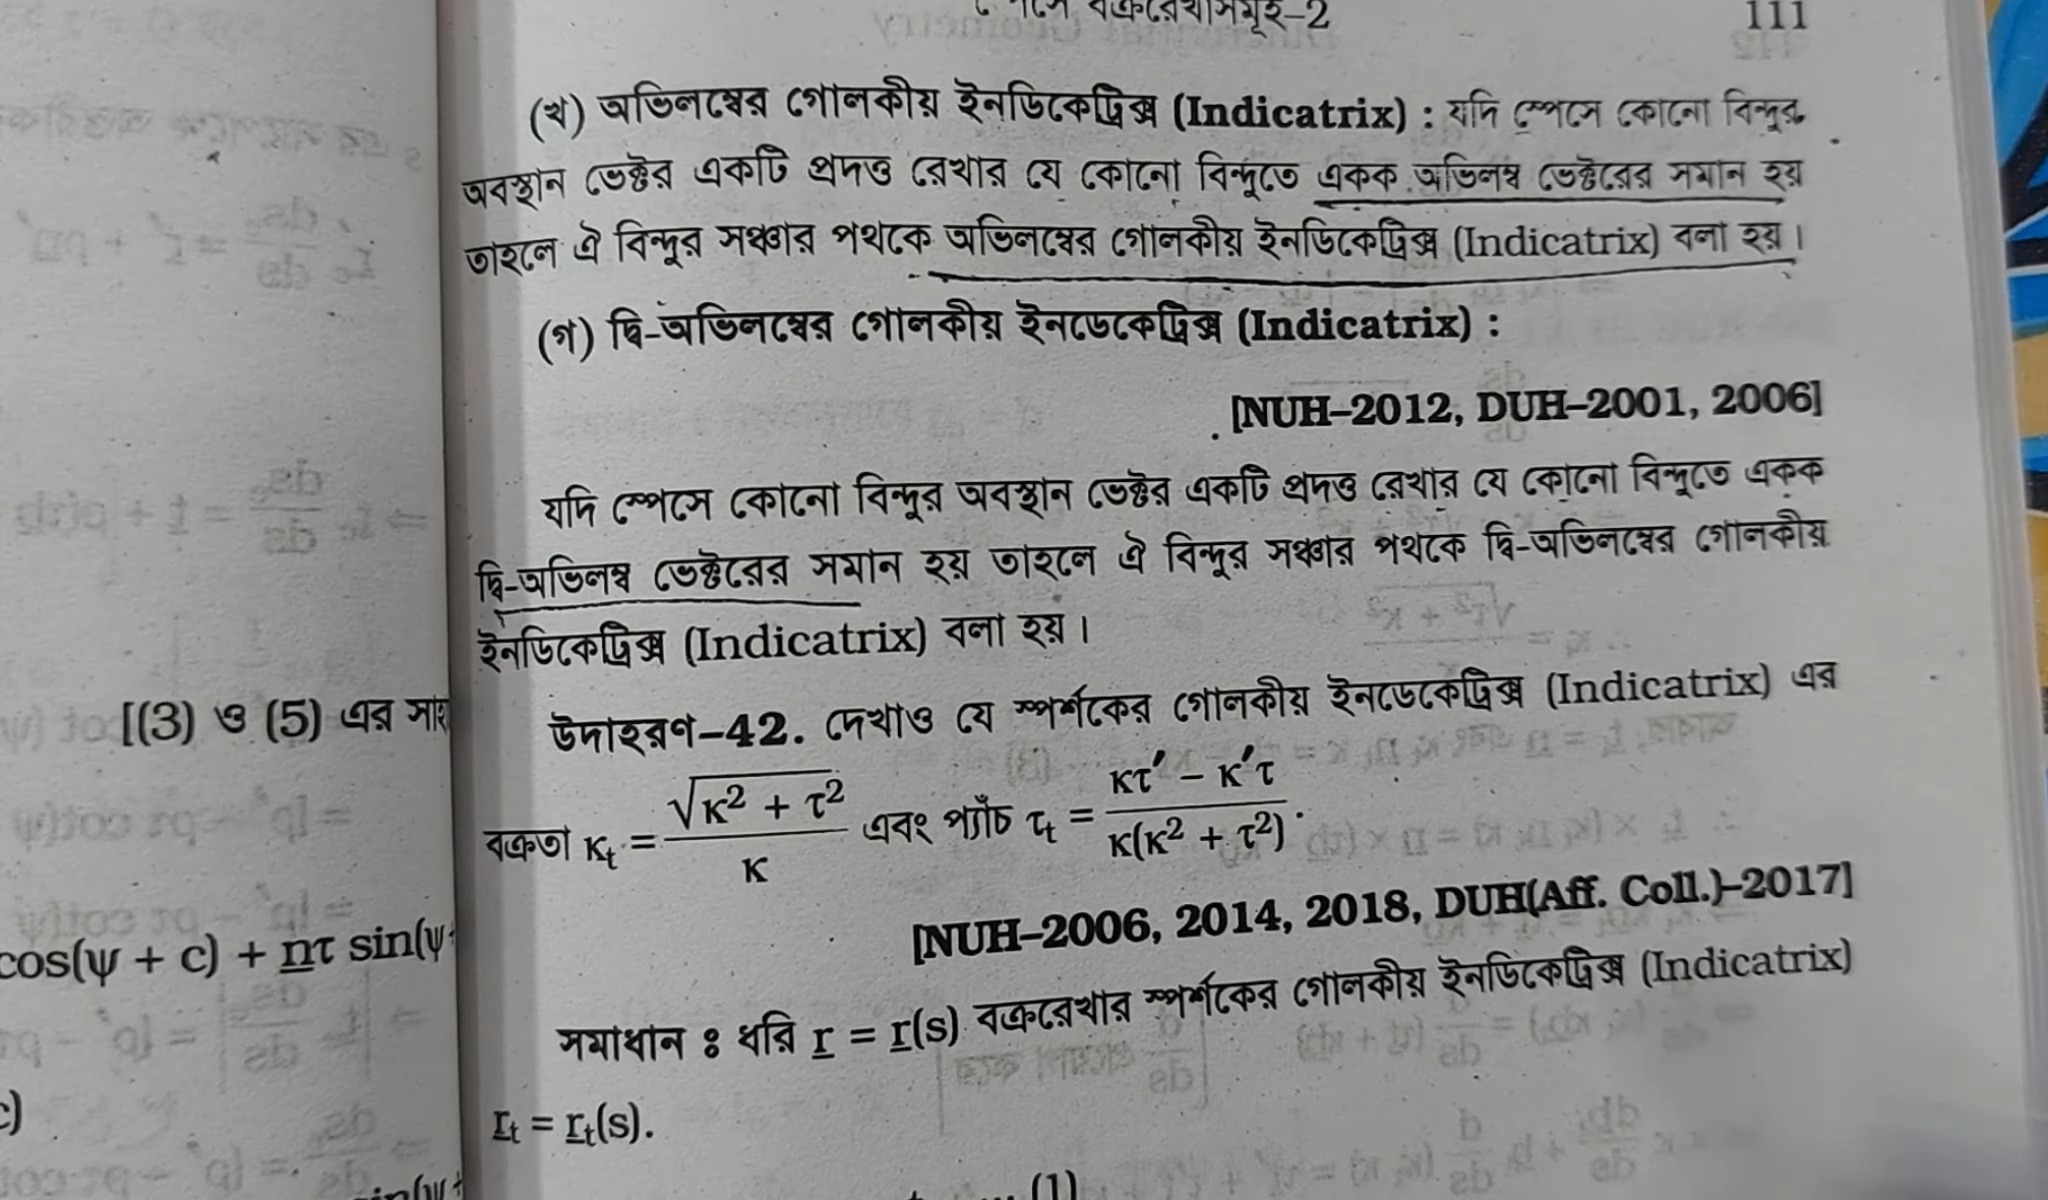 বক্ররেখাসমূহ–2 111
(খ) অভিলম্বের গোলকীয় ইনডিকেট্রিক্স (Indicatrix) : যদি স্পেসে কোনো বিন্দুর
অবস্থান ভেক্টর একটি প্রদত্ত রেখার যে কোনো বিন্দুতে একক অভিলম্ব ভেক্টরের সমান হয়
তাহলে ঐ বিন্দুর সঞ্চার পথকে অভিলম্বের গোলকীয় ইনডিকেট্রিক্স (Indicatrix) বলা হয়।
(গ) দ্বি-অভিলম্বের গোলকীয় ইনডেকেট্রিক্স (Indicatrix) :
[NUH–2012, DUH–2001, 2006]
যদি স্পেসে কোনো বিন্দুর অবস্থান ভেক্টর একটি প্রদত্ত রেখার যে কোনো বিন্দুতে একক
দ্বি-অভিলম্ব ভেক্টরের সমান হয় তাহলে ঐ বিন্দুর সঞ্চার পথকে দ্বি-অভিলম্বের গোলকীয়
ইনডিকেট্রিক্স (Indicatrix) বলা হয়।
উদাহরণ–42. দেখাও যে স্পর্শকের গোলকীয় ইনডেকেট্রিক্স (Indicatrix) এর
বক্রতা κₜ = √(κ² + τ²) / κ এবং প্যাঁচ τₜ = (κτ′ – κ′τ) / κ(κ² + τ²).
[NUH–2006, 2014, 2018, DUH(Aff. Coll.)–2017]
সমাধান ঃ ধরি r = r(s) বক্ররেখার স্পর্শকের গোলকীয় ইনডিকেট্রিক্স (Indicatrix)
rₜ = rₜ(s).
... (1)
[(3) ও (5) এর
cos(ψ + c) + nτ sin(ψ